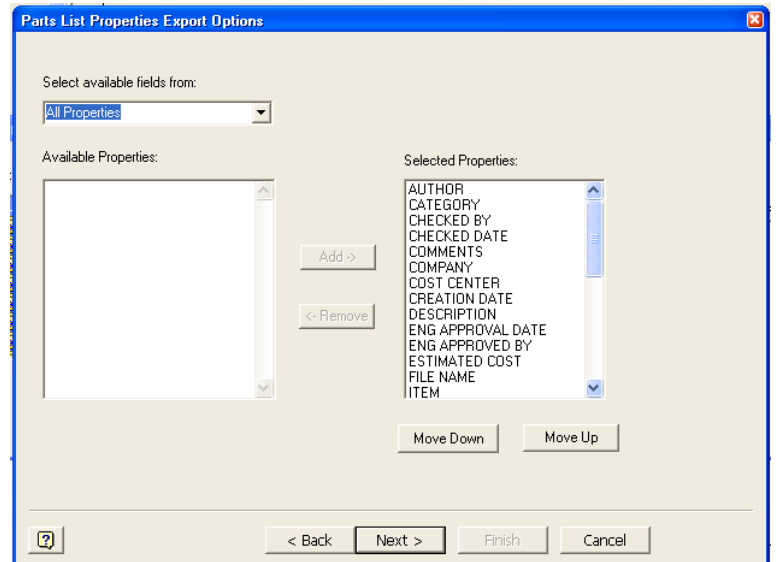 Parts List Properties Export Options
Select available fields from:
All Properties
Available Properties:
Selected Properties:
AUTHOR
CATEGORY
CHECKED BY
CHECKED DATE
COMMENTS
COMPANY
COST CENTER
CREATION DATE
DESCRIPTION
ENG APPROVAL DATE
ENG APPROVED BY
ESTIMATED COST
FILE NAME
ITEM
Add ->
<- Remove
Move Down
Move Up
?
< Back
Next >
Finish
Cancel